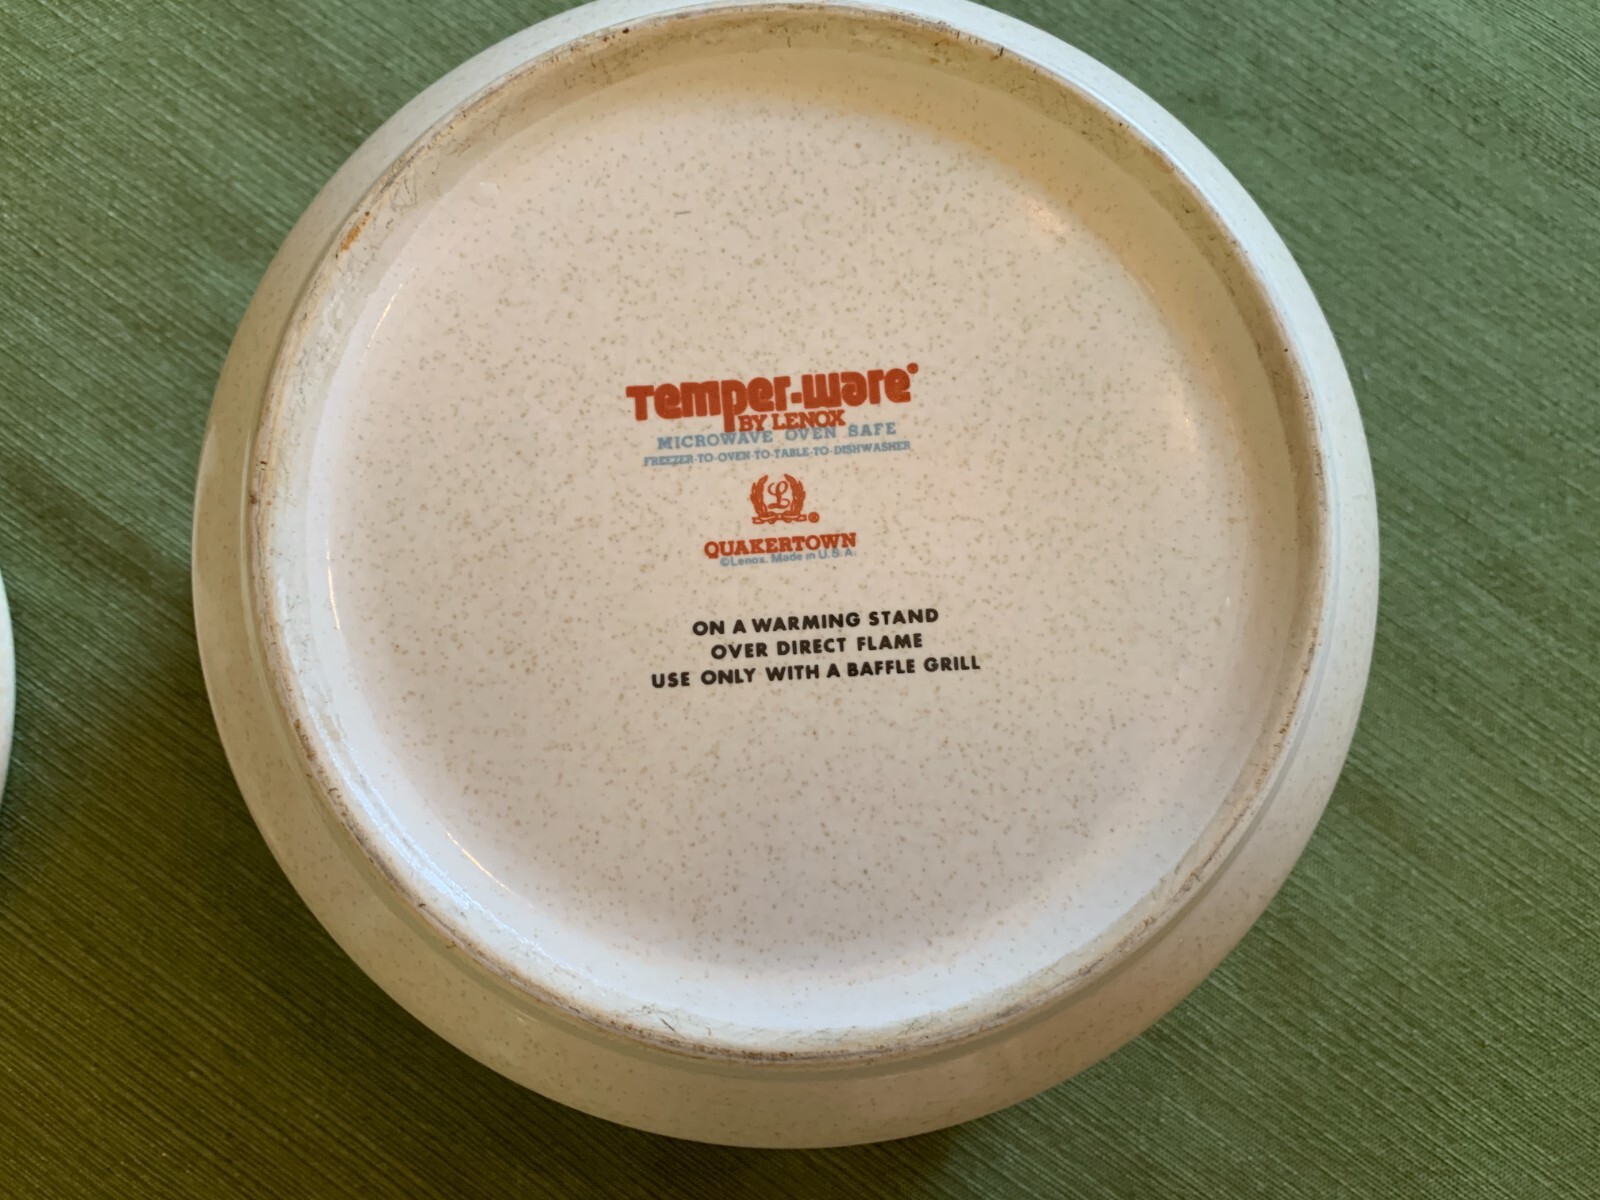 Temper-ware®
BY LENOX
MICROWAVE OVEN SAFE
FREEZER-TO-OVEN-TO-TABLE-TO-DISHWASHER
L ®
QUAKERTOWN
©Lenox. Made in U.S.A.
ON A WARMING STAND
OVER DIRECT FLAME
USE ONLY WITH A BAFFLE GRILL